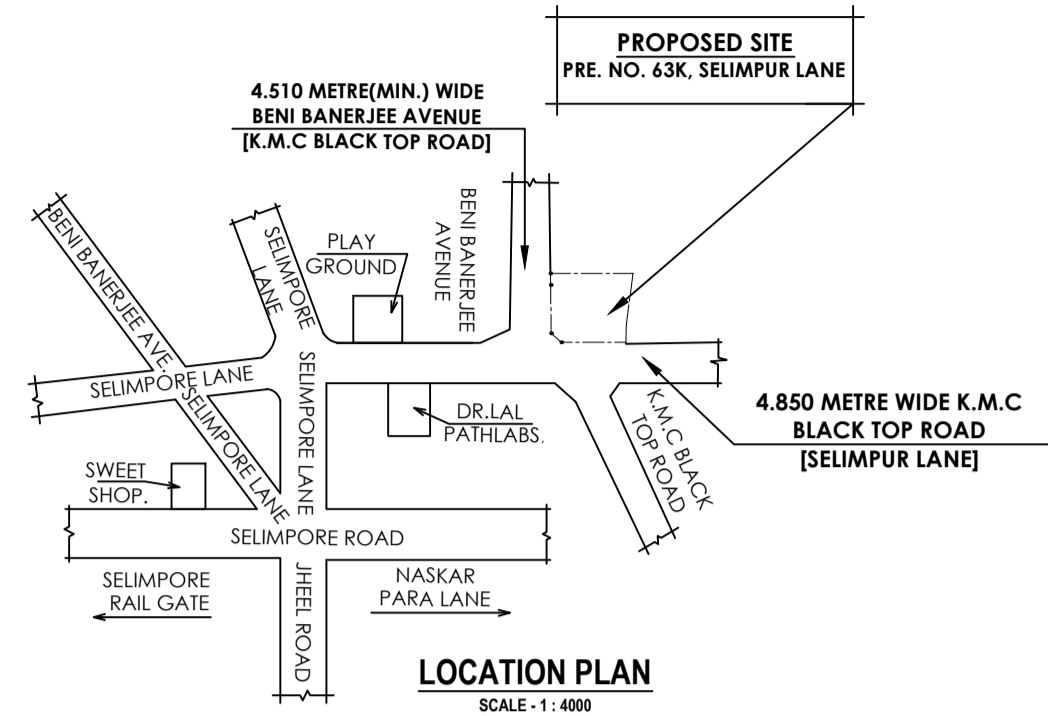 PROPOSED SITE
PRE. NO. 63K, SELIMPUR LANE
4.510 METRE(MIN.) WIDE
BENI BANERJEE AVENUE
[K.M.C BLACK TOP ROAD]
BENI BANERJEE AVE.
SELIMPORE
LANE
PLAY
GROUND
BENI BANERJEE
AVENUE
SELIMPORE LANE
SELIMPORE LANE
SELIMPORE LANE
DR.LAL
PATHLABS.
K.M.C BLACK
TOP ROAD
4.850 METRE WIDE K.M.C
BLACK TOP ROAD
[SELIMPUR LANE]
SWEET
SHOP.
SELIMPORE ROAD
SELIMPORE
RAIL GATE
JHEEL ROAD
NASKAR
PARA LANE
LOCATION PLAN
SCALE - 1 : 4000